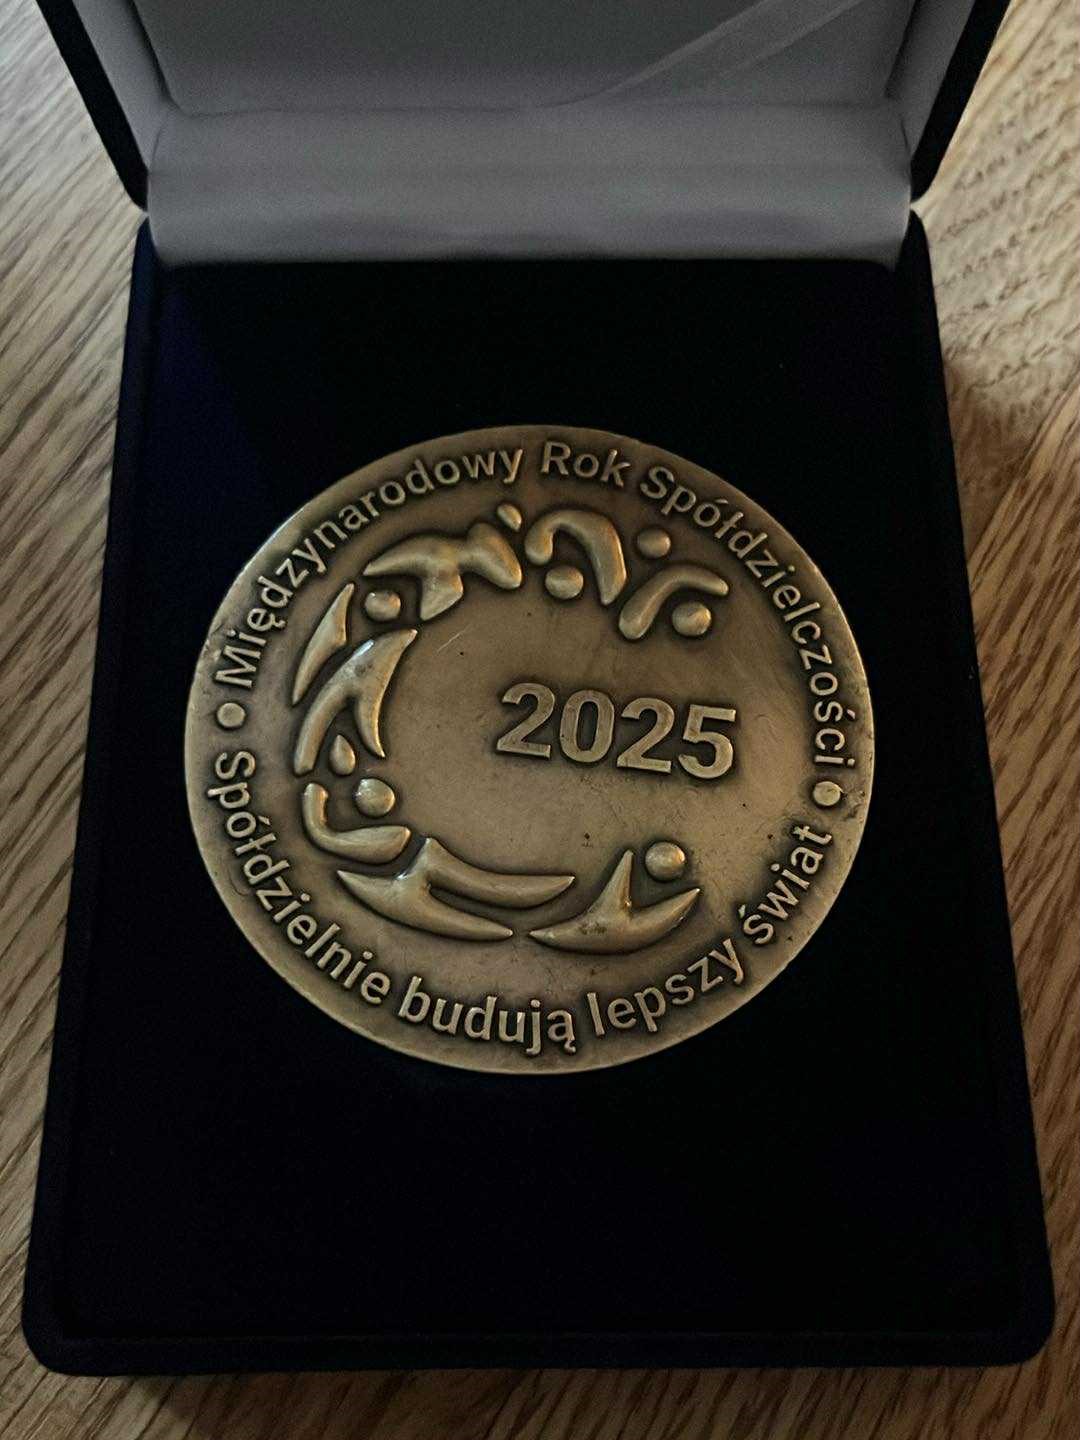 Międzynarodowy Rok Spółdzielczości
2025
Spółdzielnie budują lepszy świat